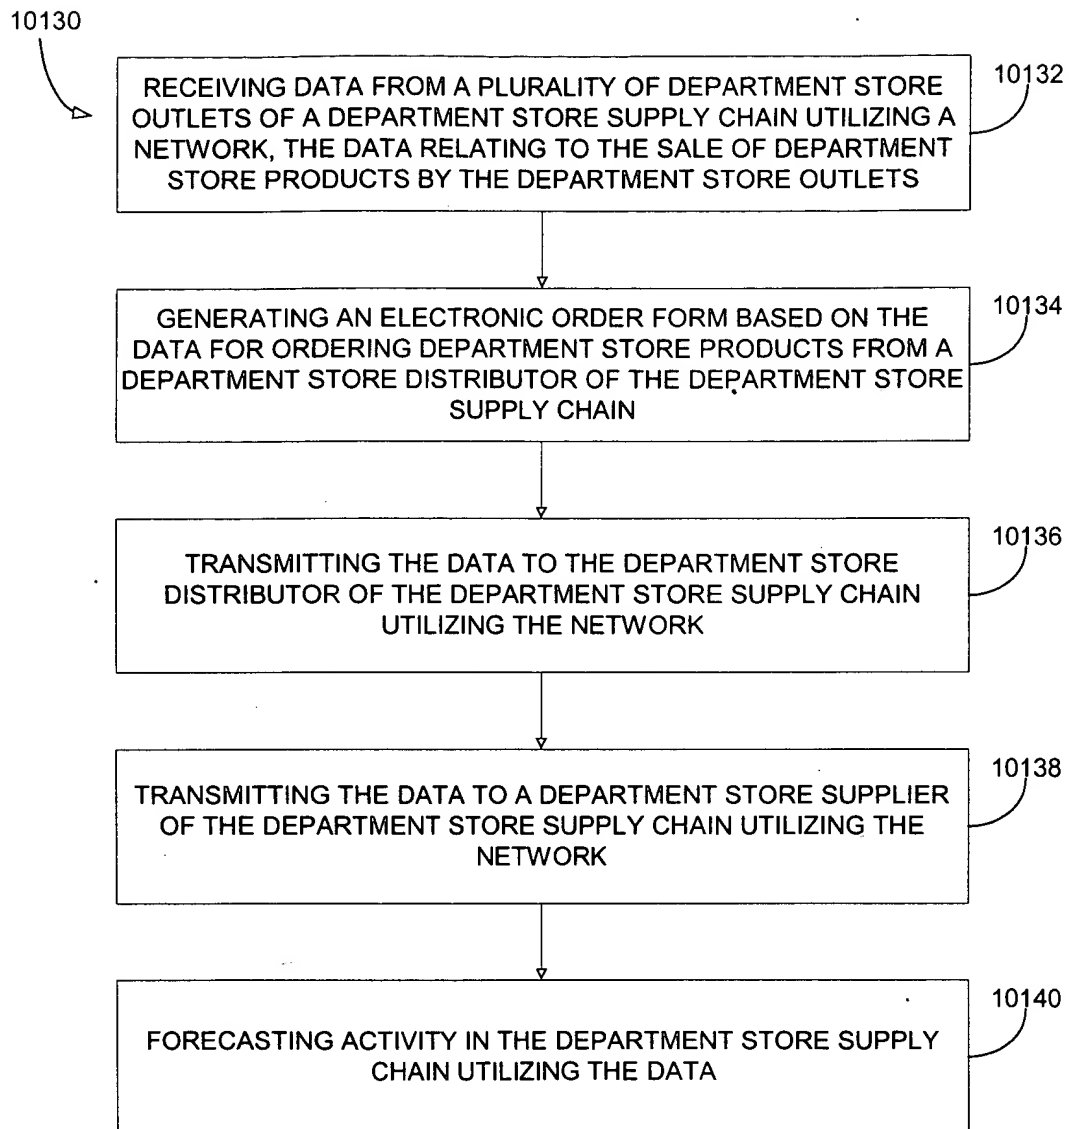 10130
RECEIVING DATA FROM A PLURALITY OF DEPARTMENT STORE
OUTLETS OF A DEPARTMENT STORE SUPPLY CHAIN UTILIZING A
NETWORK, THE DATA RELATING TO THE SALE OF DEPARTMENT
STORE PRODUCTS BY THE DEPARTMENT STORE OUTLETS
10132
GENERATING AN ELECTRONIC ORDER FORM BASED ON THE
DATA FOR ORDERING DEPARTMENT STORE PRODUCTS FROM A
DEPARTMENT STORE DISTRIBUTOR OF THE DEPARTMENT STORE
SUPPLY CHAIN
10134
TRANSMITTING THE DATA TO THE DEPARTMENT STORE
DISTRIBUTOR OF THE DEPARTMENT STORE SUPPLY CHAIN
UTILIZING THE NETWORK
10136
TRANSMITTING THE DATA TO A DEPARTMENT STORE SUPPLIER
OF THE DEPARTMENT STORE SUPPLY CHAIN UTILIZING THE
NETWORK
10138
FORECASTING ACTIVITY IN THE DEPARTMENT STORE SUPPLY
CHAIN UTILIZING THE DATA
10140